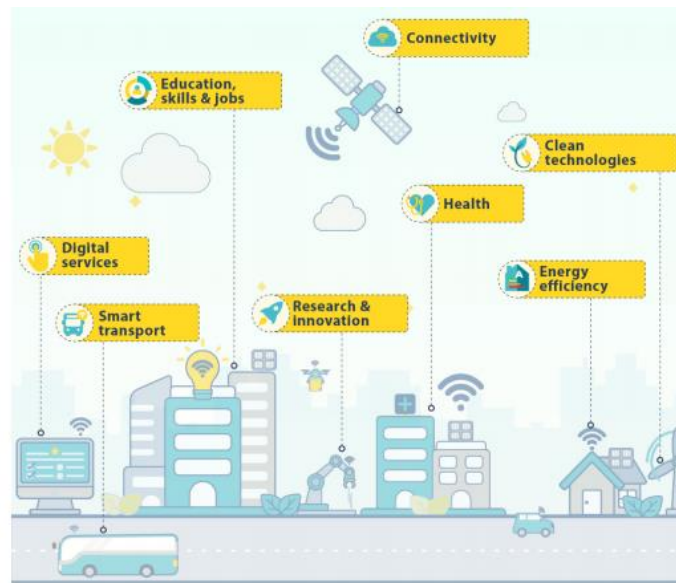 Connectivity
Education,
skills & jobs
Clean
technologies
Health
Digital
services
Energy
efficiency
Smart
transport
Research &
innovation